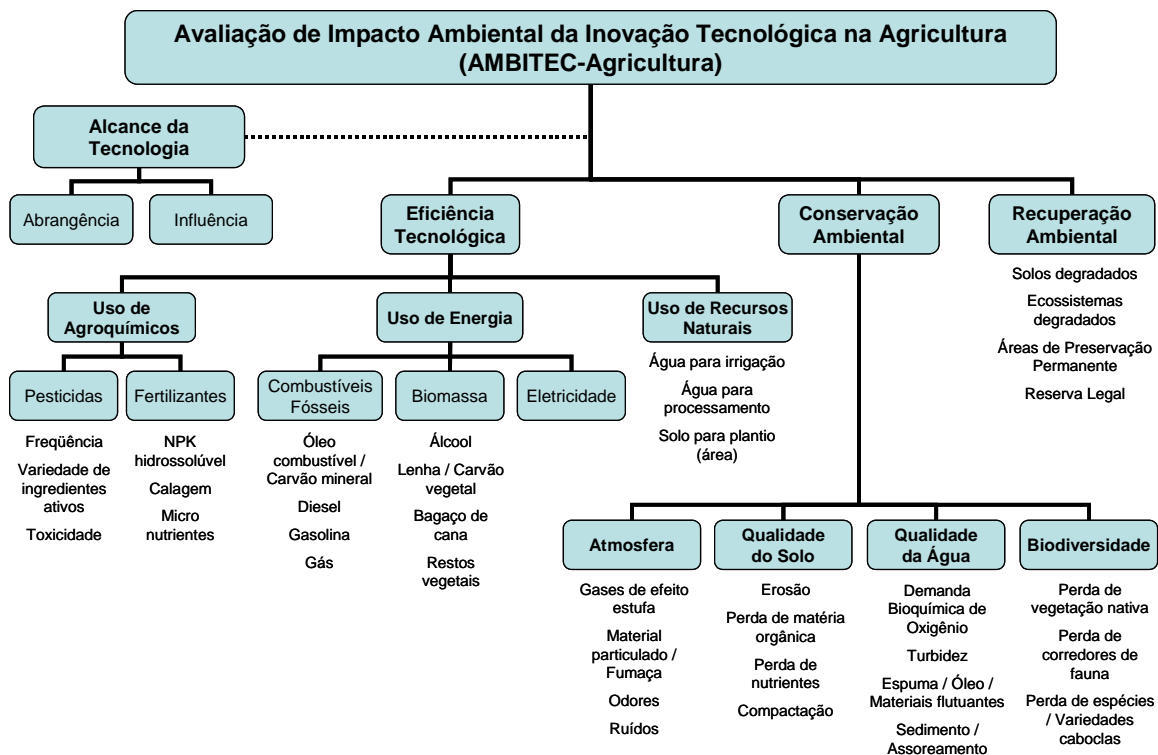 Avaliação de Impacto Ambiental da Inovação Tecnológica na Agricultura
(AMBITEC-Agricultura)
Alcance da
Tecnologia
Abrangência
Influência
Eficiência
Tecnológica
Conservação
Ambiental
Recuperação
Ambiental
Solos degradados
Ecossistemas
degradados
Áreas de Preservação
Permanente
Reserva Legal
Uso de
Agroquímicos
Uso de Energia
Uso de Recursos
Naturais
Água para irrigação
Água para
processamento
Solo para plantio
(área)
Pesticidas
Freqüência
Variedade de
ingredientes
ativos
Toxicidade
Fertilizantes
NPK
hidrossolúvel
Calagem
Micro
nutrientes
Combustíveis
Fósseis
Óleo
combustível /
Carvão mineral
Diesel
Gasolina
Gás
Biomassa
Álcool
Lenha / Carvão
vegetal
Bagaço de
cana
Restos
vegetais
Eletricidade
Atmosfera
Gases de efeito
estufa
Material
particulado /
Fumaça
Odores
Ruídos
Qualidade
do Solo
Erosão
Perda de matéria
orgânica
Perda de
nutrientes
Compactação
Qualidade
da Água
Demanda
Bioquímica de
Oxigênio
Turbidez
Espuma / Óleo /
Materiais flutuantes
Sedimento /
Assoreamento
Biodiversidade
Perda de
vegetação nativa
Perda de
corredores de
fauna
Perda de espécies
/ Variedades
caboclas